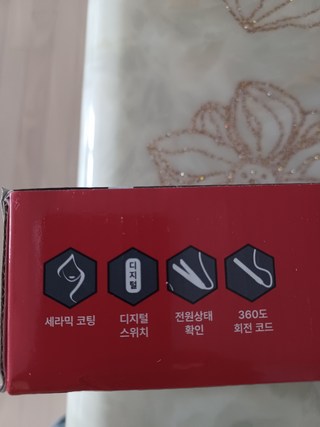 디지털
세라믹 코팅
디지털
스위치
전원상태
확인
360도
회전 코드